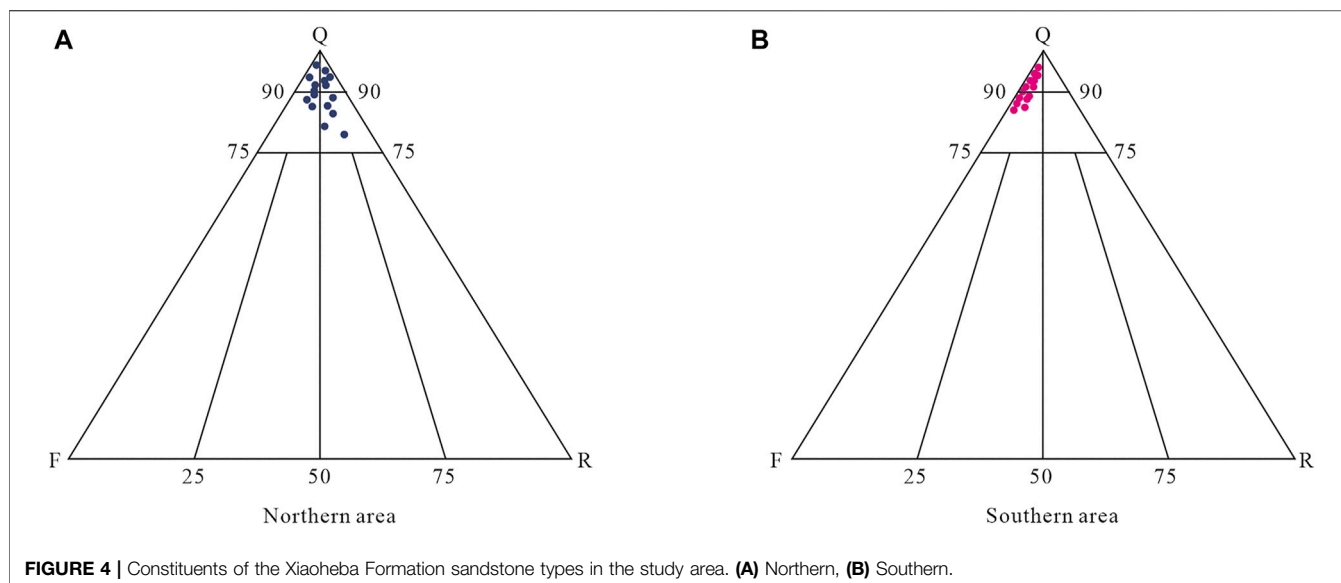 A
Q
90 90
75 75
F R
25 50 75
Northern area
B
Q
90 90
75 75
F R
25 50 75
Southern area
FIGURE 4 | Constituents of the Xiaoheba Formation sandstone types in the study area. (A) Northern, (B) Southern.